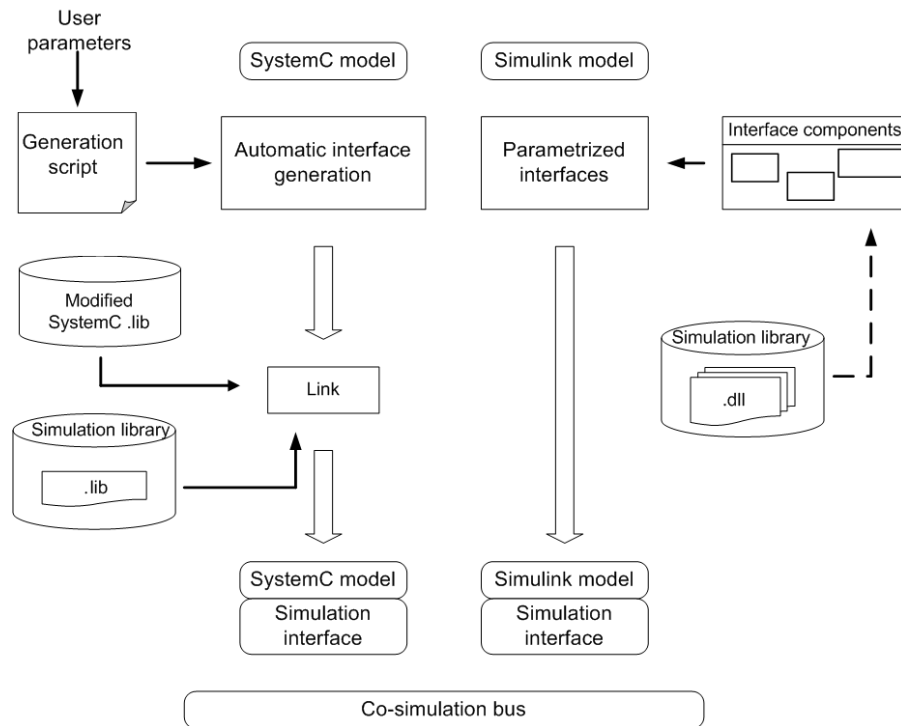 User
parameters
SystemC model
Simulink model
Generation
script
Automatic interface
generation
Parametrized
interfaces
Interface components
Modified
SystemC .lib
Link
Simulation library
.dll
Simulation library
.lib
SystemC model
Simulation
interface
Simulink model
Simulation
interface
Co-simulation bus